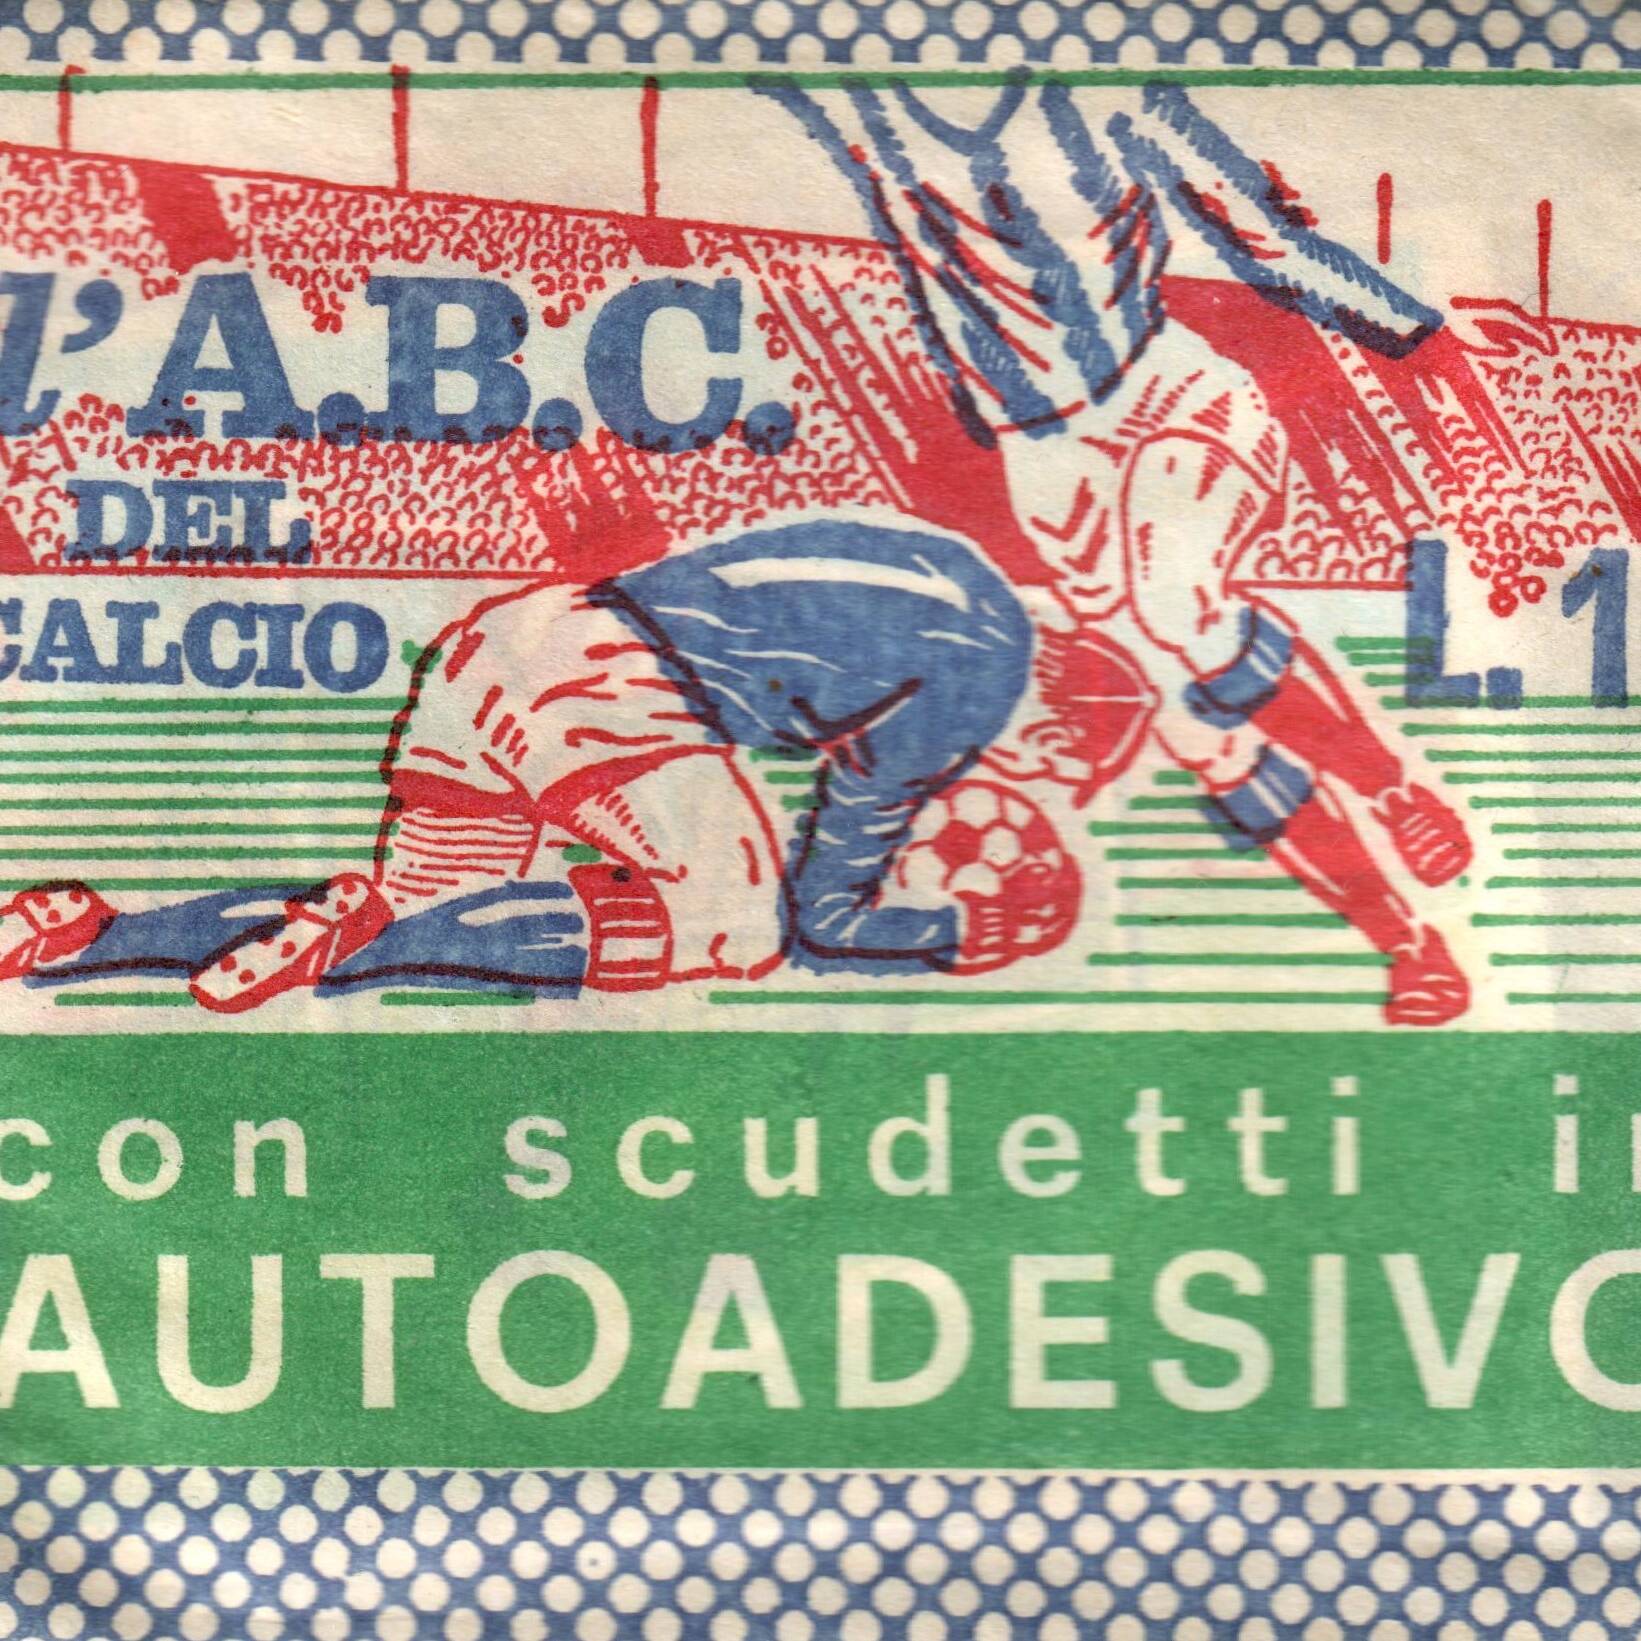 l'A.B.C.
DEL
CALCIO
L. 1
con scudetti in
AUTOADESIVO